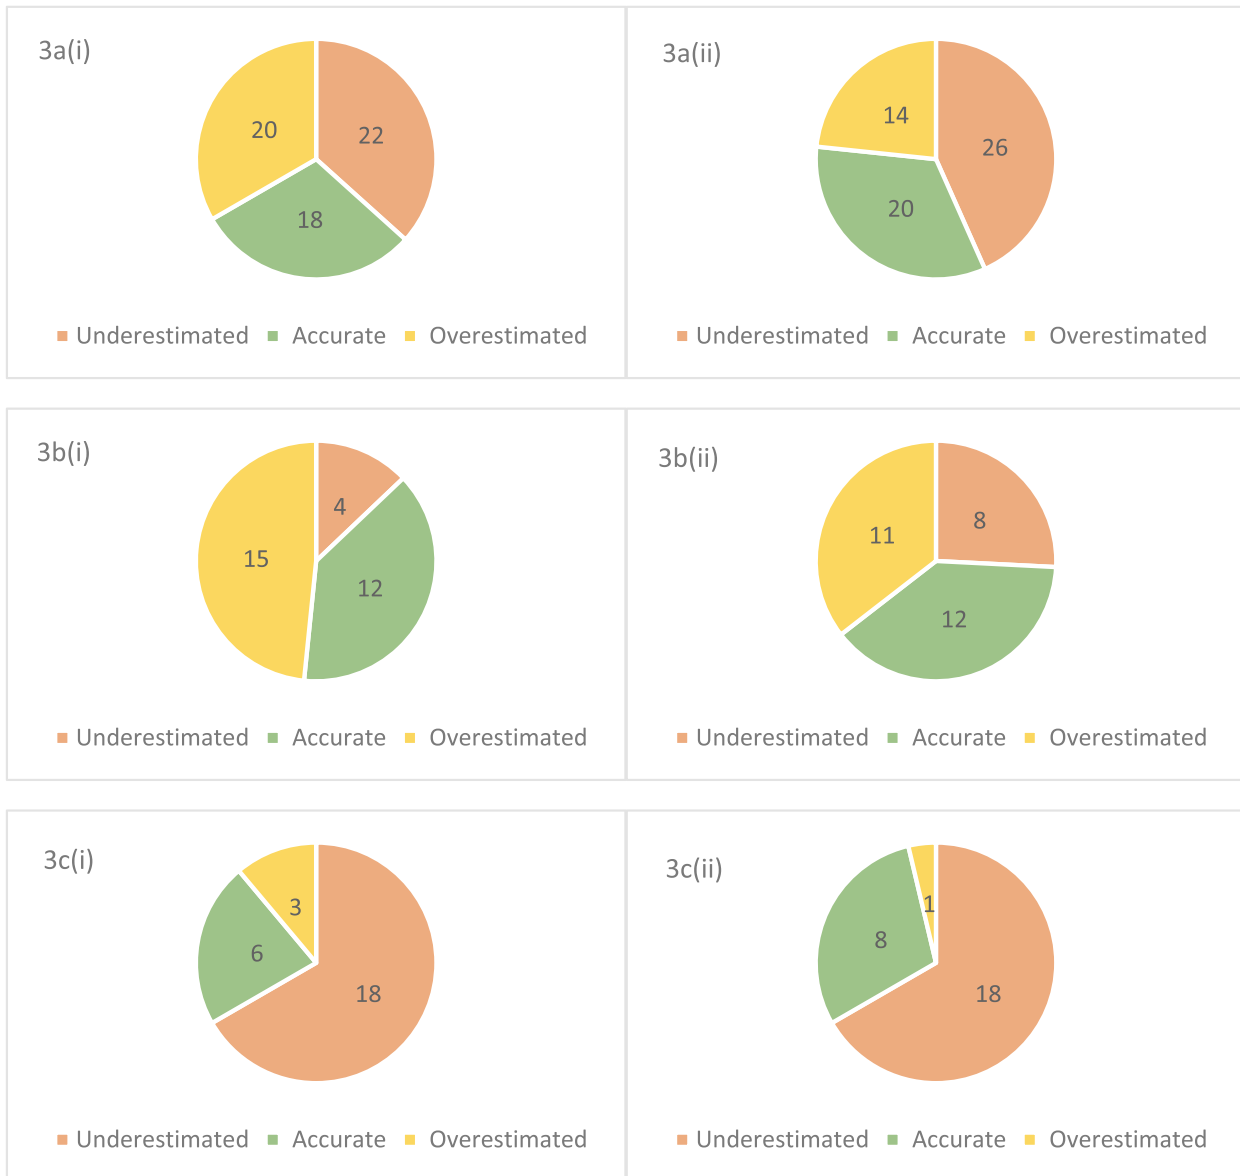 3a(i)
20
22
18
Underestimated Accurate Overestimated
3a(ii)
14
26
20
Underestimated Accurate Overestimated
3b(i)
4
15
12
Underestimated Accurate Overestimated
3b(ii)
8
11
12
Underestimated Accurate Overestimated
3c(i)
3
6
18
Underestimated Accurate Overestimated
3c(ii)
1
8
18
Underestimated Accurate Overestimated